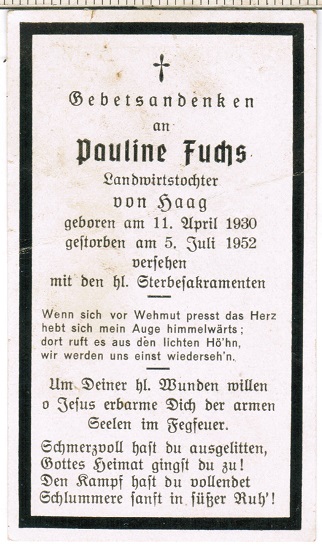 Gebetsandenken
an
Pauline Fuchs
Landwirtstochter
von Haag
geboren am 11. April 1930
gestorben am 5. Juli 1952
versehen
mit den hl. Sterbesakramenten
Wenn sich vor Wehmut presst das Herz
hebt sich mein Auge himmelwärts;
dort ruft es aus den lichten Hö'hn,
wir werden uns einst wiederseh'n.
Um Deiner hl. Wunden willen
o Jesus erbarme Dich der armen
Seelen im Fegfeuer.
Schmerzvoll hast du ausgelitten,
Gottes Heimat gingst du zu!
Den Kampf hast du vollendet
Schlummere sanft in süßer Ruh'!